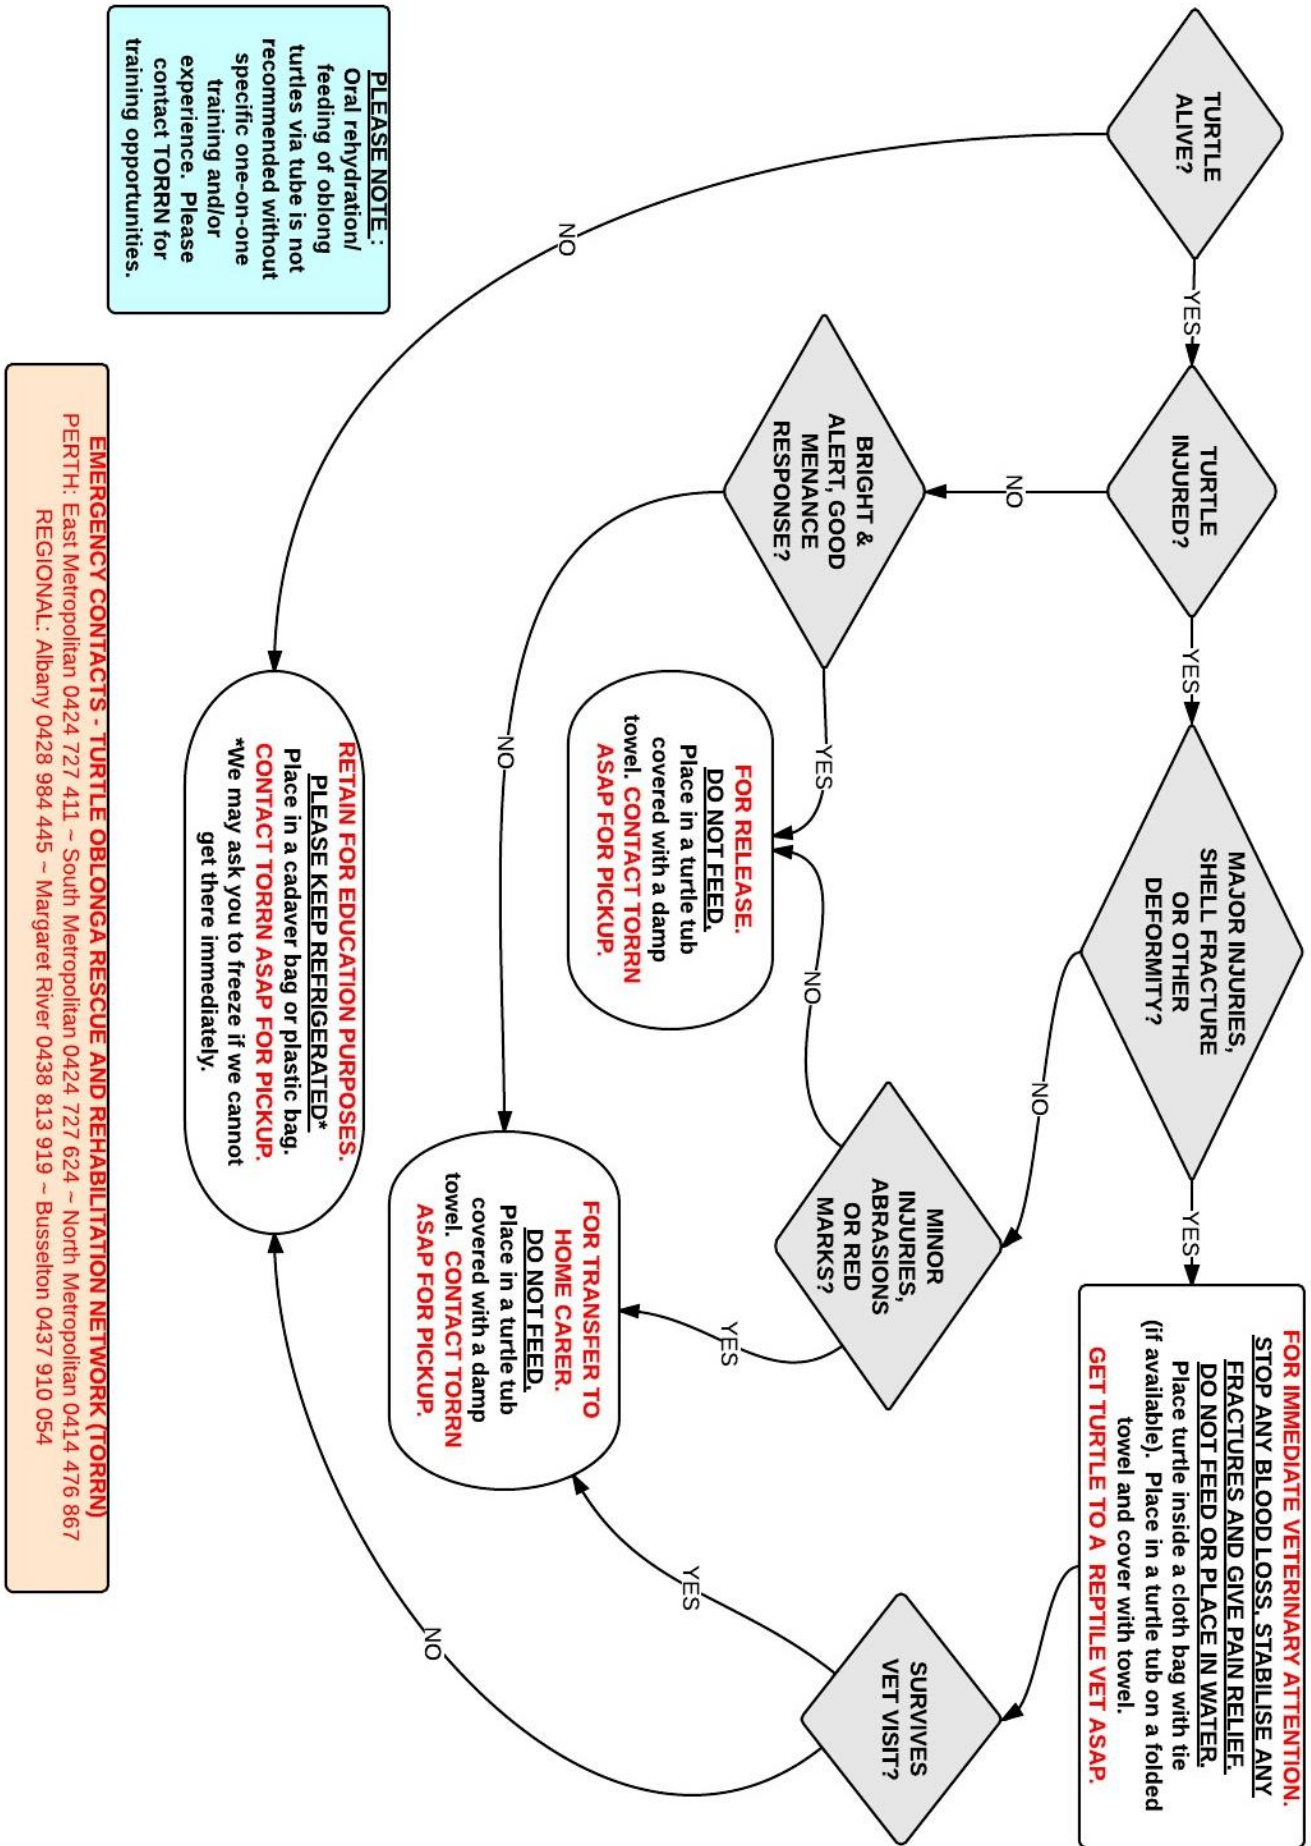 TURTLE
ALIVE?
YES
TURTLE
INJURED?
YES
MAJOR INJURIES,
SHELL FRACTURE
OR OTHER
DEFORMITY?
YES
FOR IMMEDIATE VETERINARY ATTENTION.
STOP ANY BLOOD LOSS, STABILISE ANY
FRACTURES AND GIVE PAIN RELIEF.
DO NOT FEED OR PLACE IN WATER.
Place turtle inside a cloth bag with tie
(if available). Place in a turtle tub on a folded
towel and cover with towel.
GET TURTLE TO A REPTILE VET ASAP.
NO
NO
BRIGHT &
ALERT, GOOD
MENANCE
RESPONSE?
YES
NO
MINOR
INJURIES,
ABRASIONS
OR RED
MARKS?
SURVIVES
VET VISIT?
FOR RELEASE.
DO NOT FEED.
Place in a turtle tub
covered with a damp
towel. CONTACT TORRN
ASAP FOR PICKUP.
YES
YES
NO
NO
FOR TRANSFER TO
HOME CARER.
DO NOT FEED.
Place in a turtle tub
covered with a damp
towel. CONTACT TORRN
ASAP FOR PICKUP.
NO
PLEASE NOTE :
Oral rehydration/
feeding of oblong
turtles via tube is not
recommended without
specific one-on-one
training and/or
experience. Please
contact TORRN for
training opportunities.
RETAIN FOR EDUCATION PURPOSES.
PLEASE KEEP REFRIGERATED*
Place in a cadaver bag or plastic bag.
CONTACT TORRN ASAP FOR PICKUP.
*We may ask you to freeze if we cannot
get there immediately.
EMERGENCY CONTACTS - TURTLE OBLONGA RESCUE AND REHABILITATION NETWORK (TORRN)
PERTH: East Metropolitan 0424 727 411 ~ South Metropolitan 0424 727 624 ~ North Metropolitan 0414 476 867
REGIONAL: Albany 0428 984 445 ~ Margaret River 0438 813 919 ~ Busselton 0437 910 054